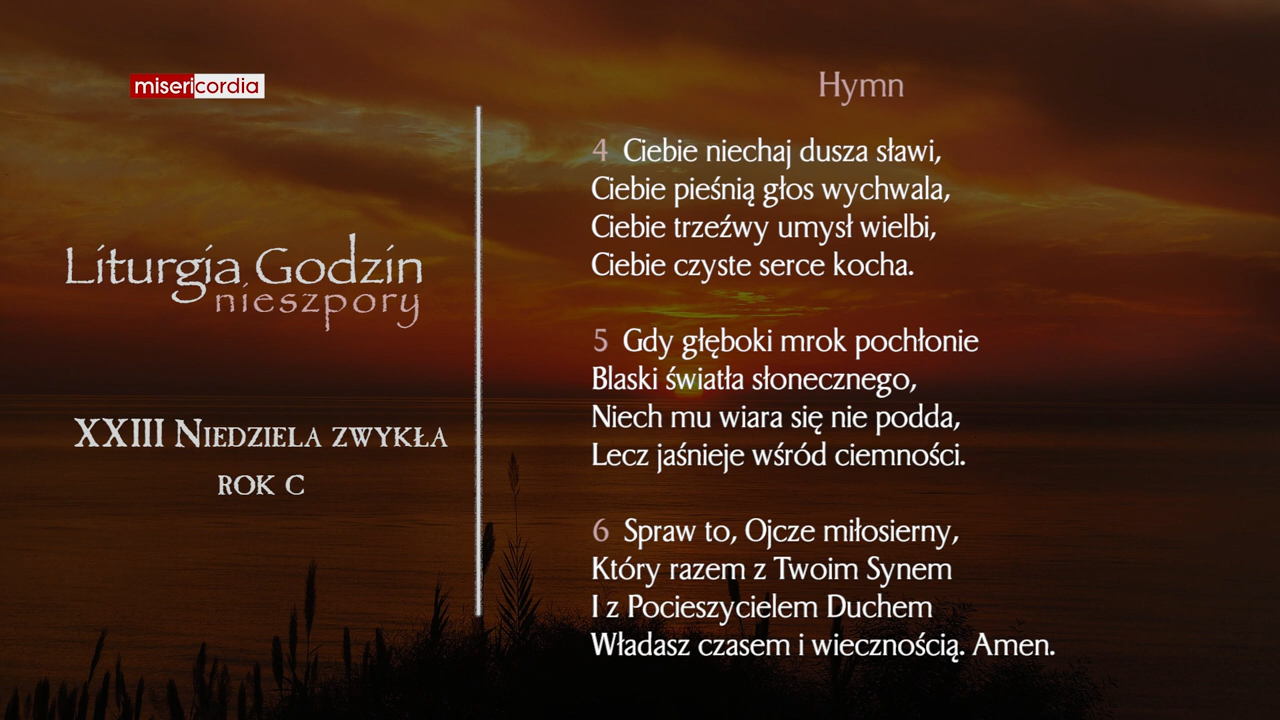 misericordia
Liturgia Godzin
nieszpory
XXIII Niedziela zwykła
rok C
Hymn
4 Ciebie niechaj dusza sławi,
Ciebie pieśnią głos wychwala,
Ciebie trzeźwy umysł wielbi,
Ciebie czyste serce kocha.
5 Gdy głęboki mrok pochłonie
Blaski światła słonecznego,
Niech mu wiara się nie podda,
Lecz jaśnieje wśród ciemności.
6 Spraw to, Ojcze miłosierny,
Który razem z Twoim Synem
I z Pocieszycielem Duchem
Władasz czasem i wiecznością. Amen.